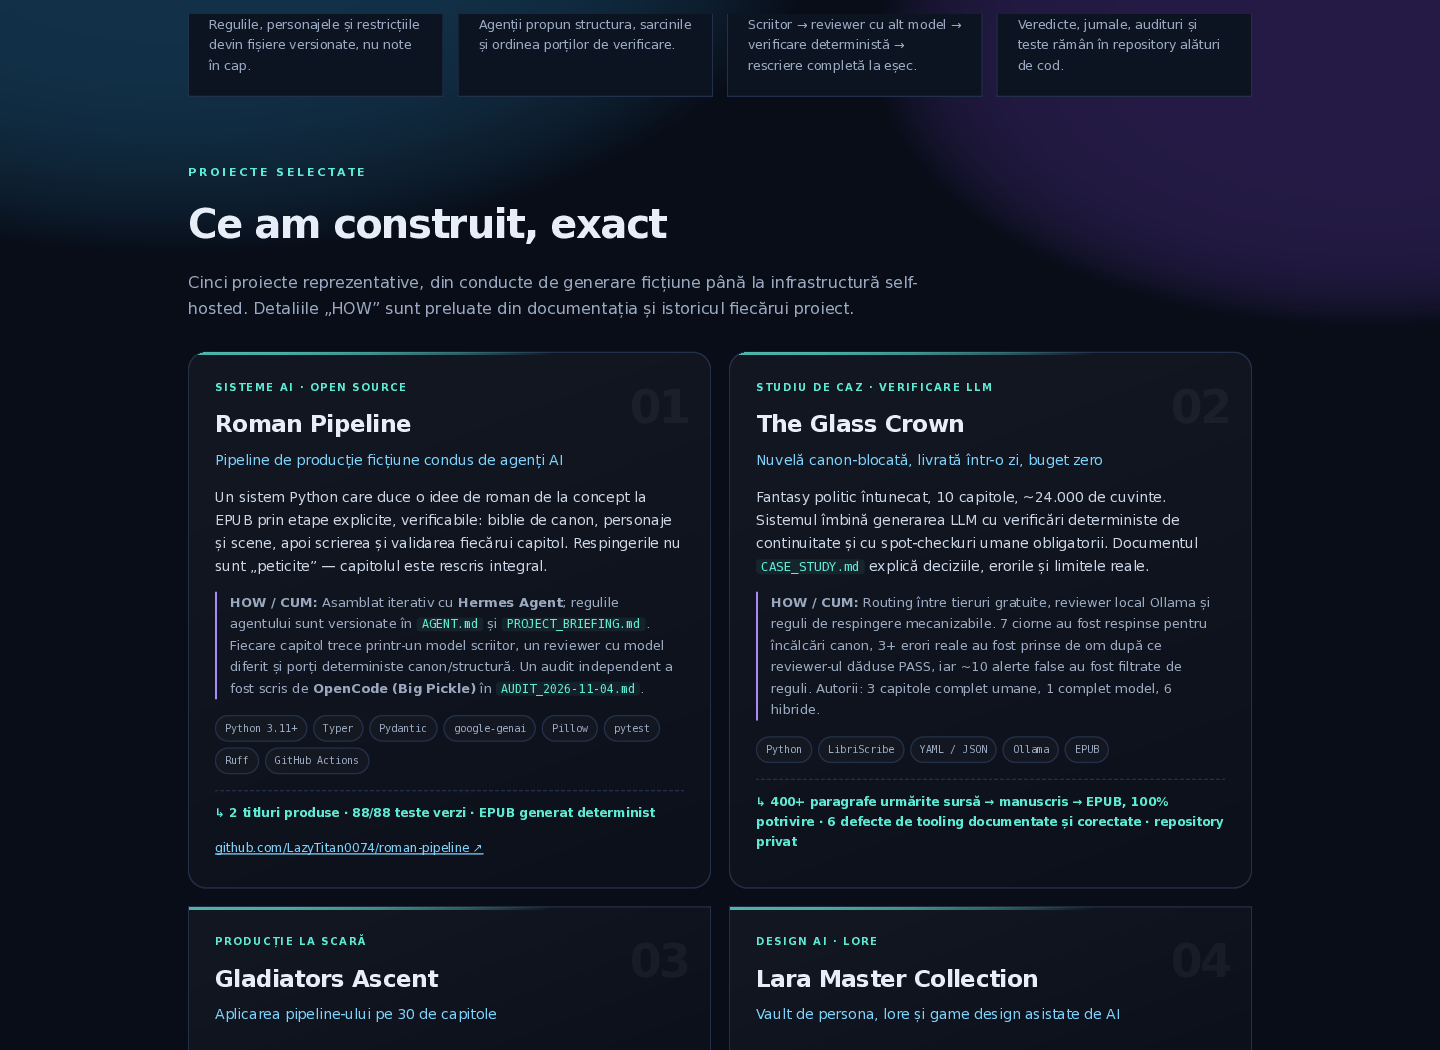 Regulile, personajele și restricțiile
devin fișiere versionate, nu note
în cap.
Agenții propun structura, sarcinile
și ordinea porților de verificare.
Scriitor → reviewer cu alt model →
verificare deterministă →
rescriere completă la eșec.
Veredicte, jurnale, audituri și
teste rămân în repository alături
de cod.
PROIECTE SELECTATE
Ce am construit, exact
Cinci proiecte reprezentative, din conducte de generare ficțiune până la infrastructură self-
hosted. Detaliile „HOW” sunt preluate din documentația și istoricul fiecărui proiect.
SISTEME AI · OPEN SOURCE
01
Roman Pipeline
Pipeline de producție ficțiune condus de agenți AI
Un sistem Python care duce o idee de roman de la concept la
EPUB prin etape explicite, verificabile: biblie de canon, personaje
și scene, apoi scrierea și validarea fiecărui capitol. Respingerile nu
sunt „peticite” — capitolul este rescris integral.
HOW / CUM: Asamblat iterativ cu Hermes Agent; regulile
agentului sunt versionate în AGENT.md și PROJECT_BRIEFING.md.
Fiecare capitol trece printr-un model scriitor, un reviewer cu model
diferit și porți deterministe canon/structură. Un audit independent a
fost scris de OpenCode (Big Pickle) în AUDIT_2026-11-04.md.
Python 3.11+
Typer
Pydantic
google-genai
Pillow
pytest
Ruff
GitHub Actions
↳ 2 titluri produse · 88/88 teste verzi · EPUB generat determinist
github.com/LazyTitan0074/roman-pipeline ↗
STUDIU DE CAZ · VERIFICARE LLM
02
The Glass Crown
Nuvelă canon-blocată, livrată într-o zi, buget zero
Fantasy politic întunecat, 10 capitole, ~24.000 de cuvinte.
Sistemul îmbină generarea LLM cu verificări deterministe de
continuitate și cu spot-checkuri umane obligatorii. Documentul
CASE_STUDY.md explică deciziile, erorile și limitele reale.
HOW / CUM: Routing între tieruri gratuite, reviewer local Ollama și
reguli de respingere mecanizabile. 7 ciorne au fost respinse pentru
încălcări canon, 3+ erori reale au fost prinse de om după ce
reviewer-ul dăduse PASS, iar ~10 alerte false au fost filtrate de
reguli. Autorii: 3 capitole complet umane, 1 complet model, 6
hibride.
Python
LibriScribe
YAML / JSON
Ollama
EPUB
↳ 400+ paragrafe urmărite sursă → manuscris → EPUB, 100%
potrivire · 6 defecte de tooling documentate și corectate · repository
privat
PRODUCȚIE LA SCARĂ
03
Gladiators Ascent
Aplicarea pipeline-ului pe 30 de capitole
DESIGN AI · LORE
04
Lara Master Collection
Vault de persona, lore și game design asistate de AI